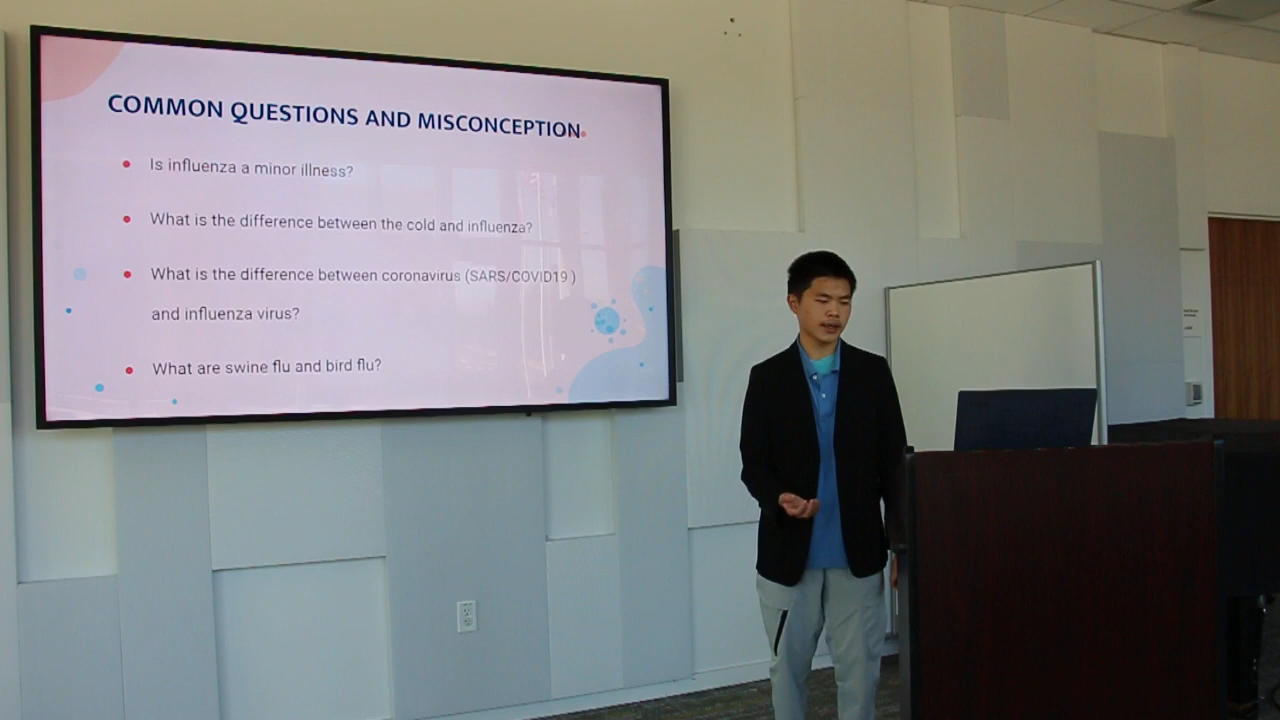 COMMON QUESTIONS AND MISCONCEPTION
Is influenza a minor illness?
What is the difference between the cold and influenza?
What is the difference between coronavirus (SARS/COVID19 )
and influenza virus?
What are swine flu and bird flu?